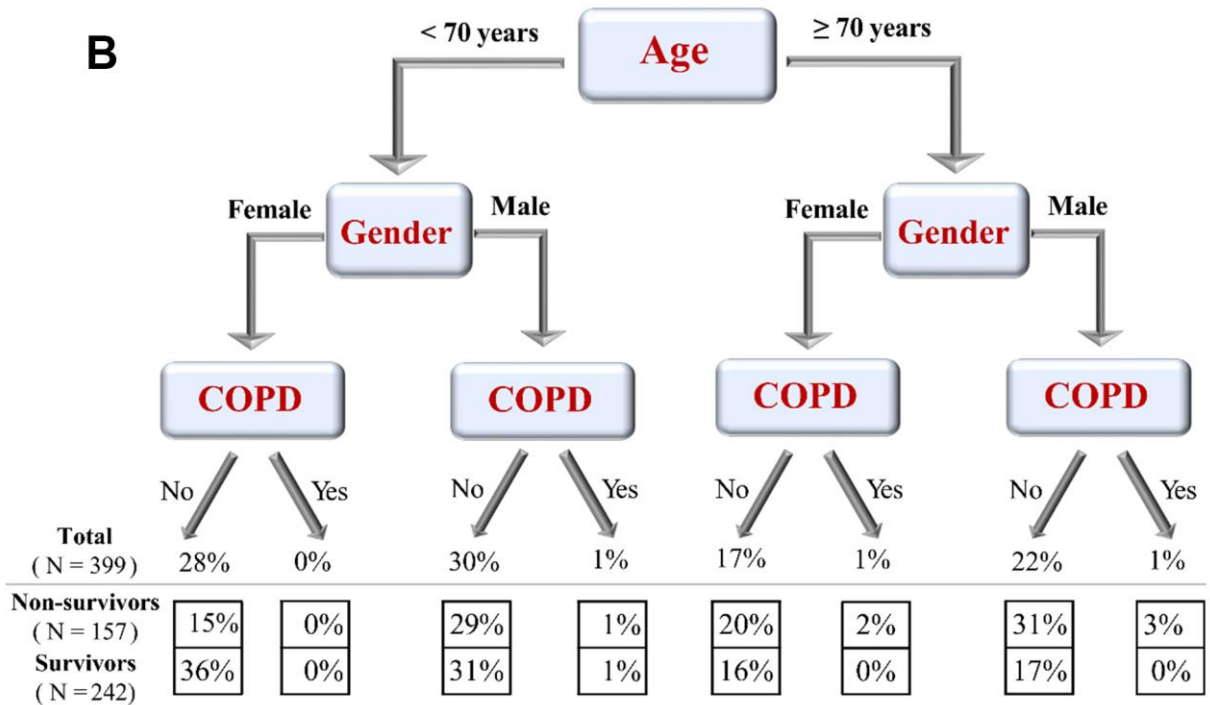 B
< 70 years
Age
≥ 70 years
Female
Gender
Male
Female
Gender
Male
COPD
COPD
COPD
COPD
No
Yes
No
Yes
No
Yes
No
Yes
Total
( N = 399)
28%
0%
30%
1%
17%
1%
22%
1%
Non-survivors
( N = 157)
15%
0%
29%
1%
20%
2%
31%
3%
Survivors
( N = 242)
36%
0%
31%
1%
16%
0%
17%
0%